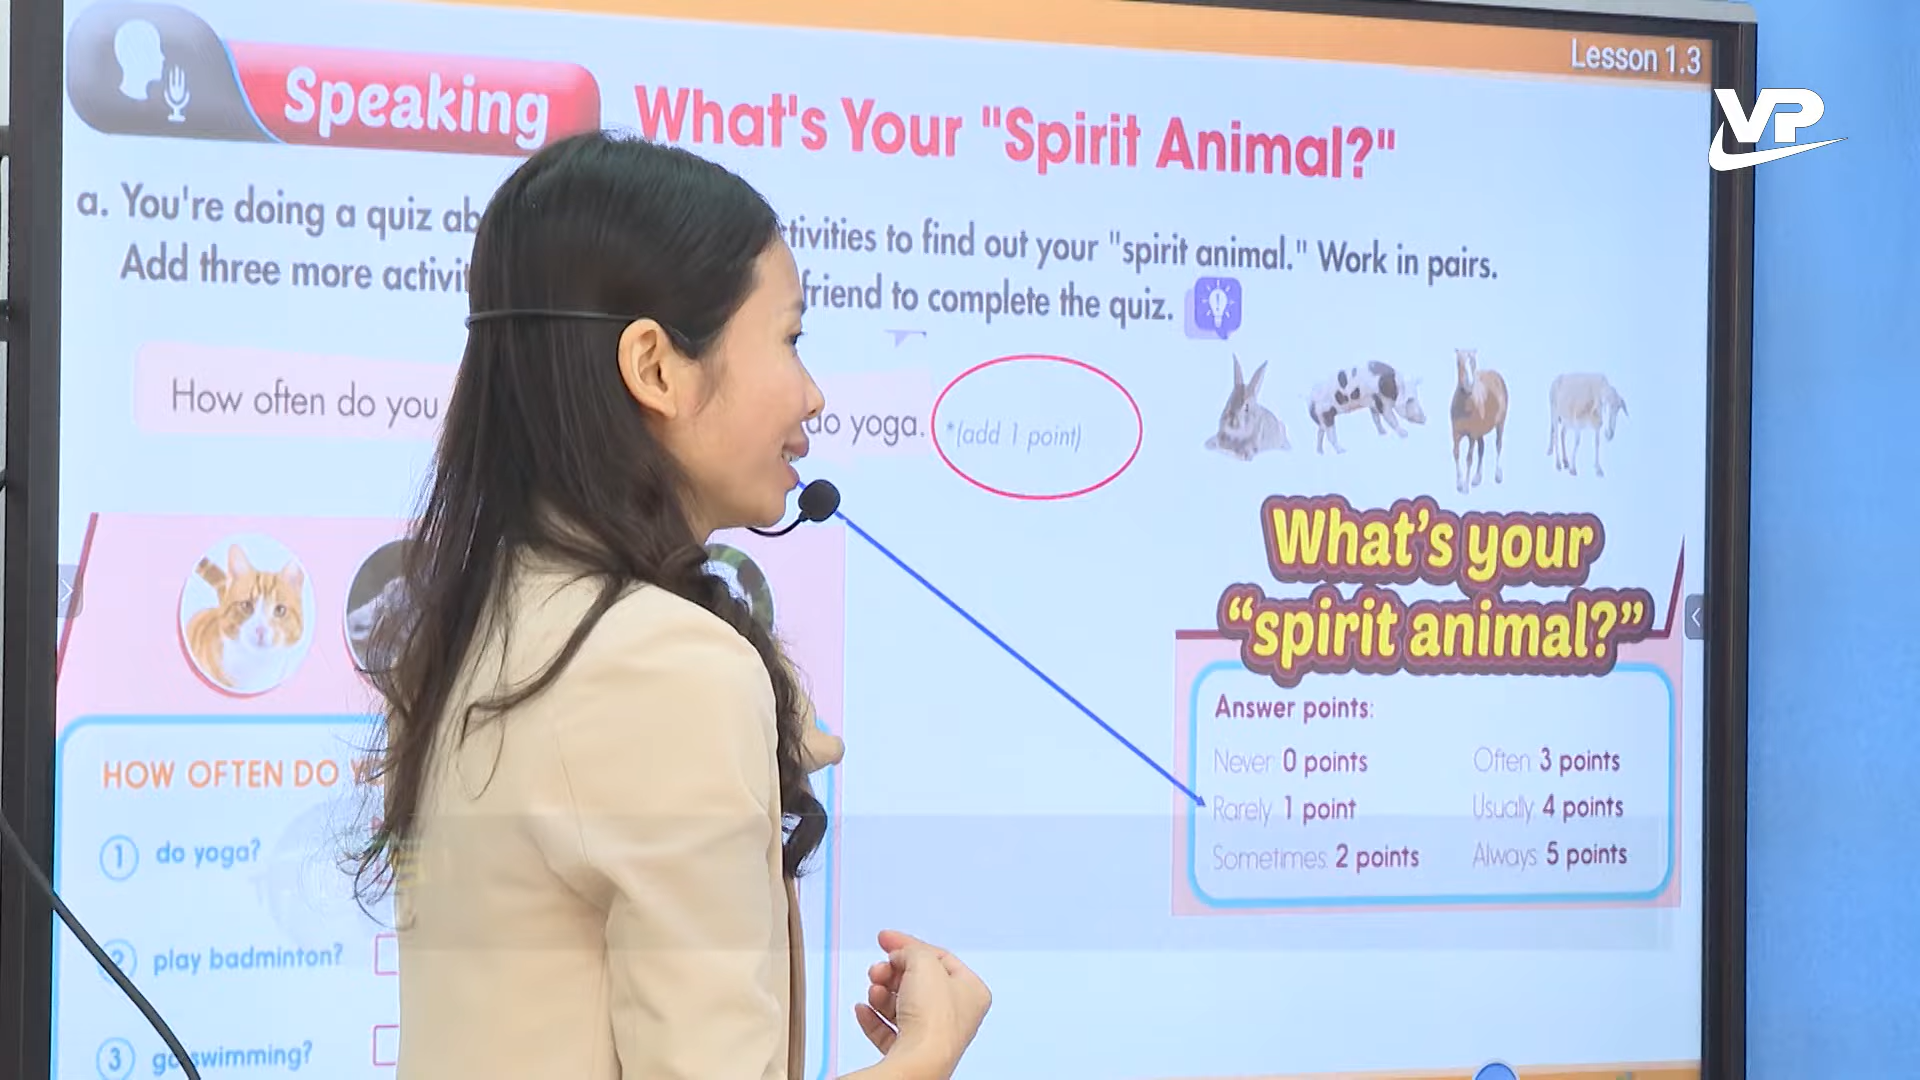 Lesson 1.3
VP
Speaking
What's Your "Spirit Animal?"
a. You're doing a quiz ab
tivities to find out your "spirit animal." Work in pairs.
Add three more activit
friend to complete the quiz.
How often do you
do yoga.
*(add 1 point)
What's your
"spirit animal?"
Answer points:
Never 0 points
Often 3 points
Rarely 1 point
Usually 4 points
Sometimes 2 points
Always 5 points
HOW OFTEN DO
1 do yoga?
2 play badminton?
3 go swimming?